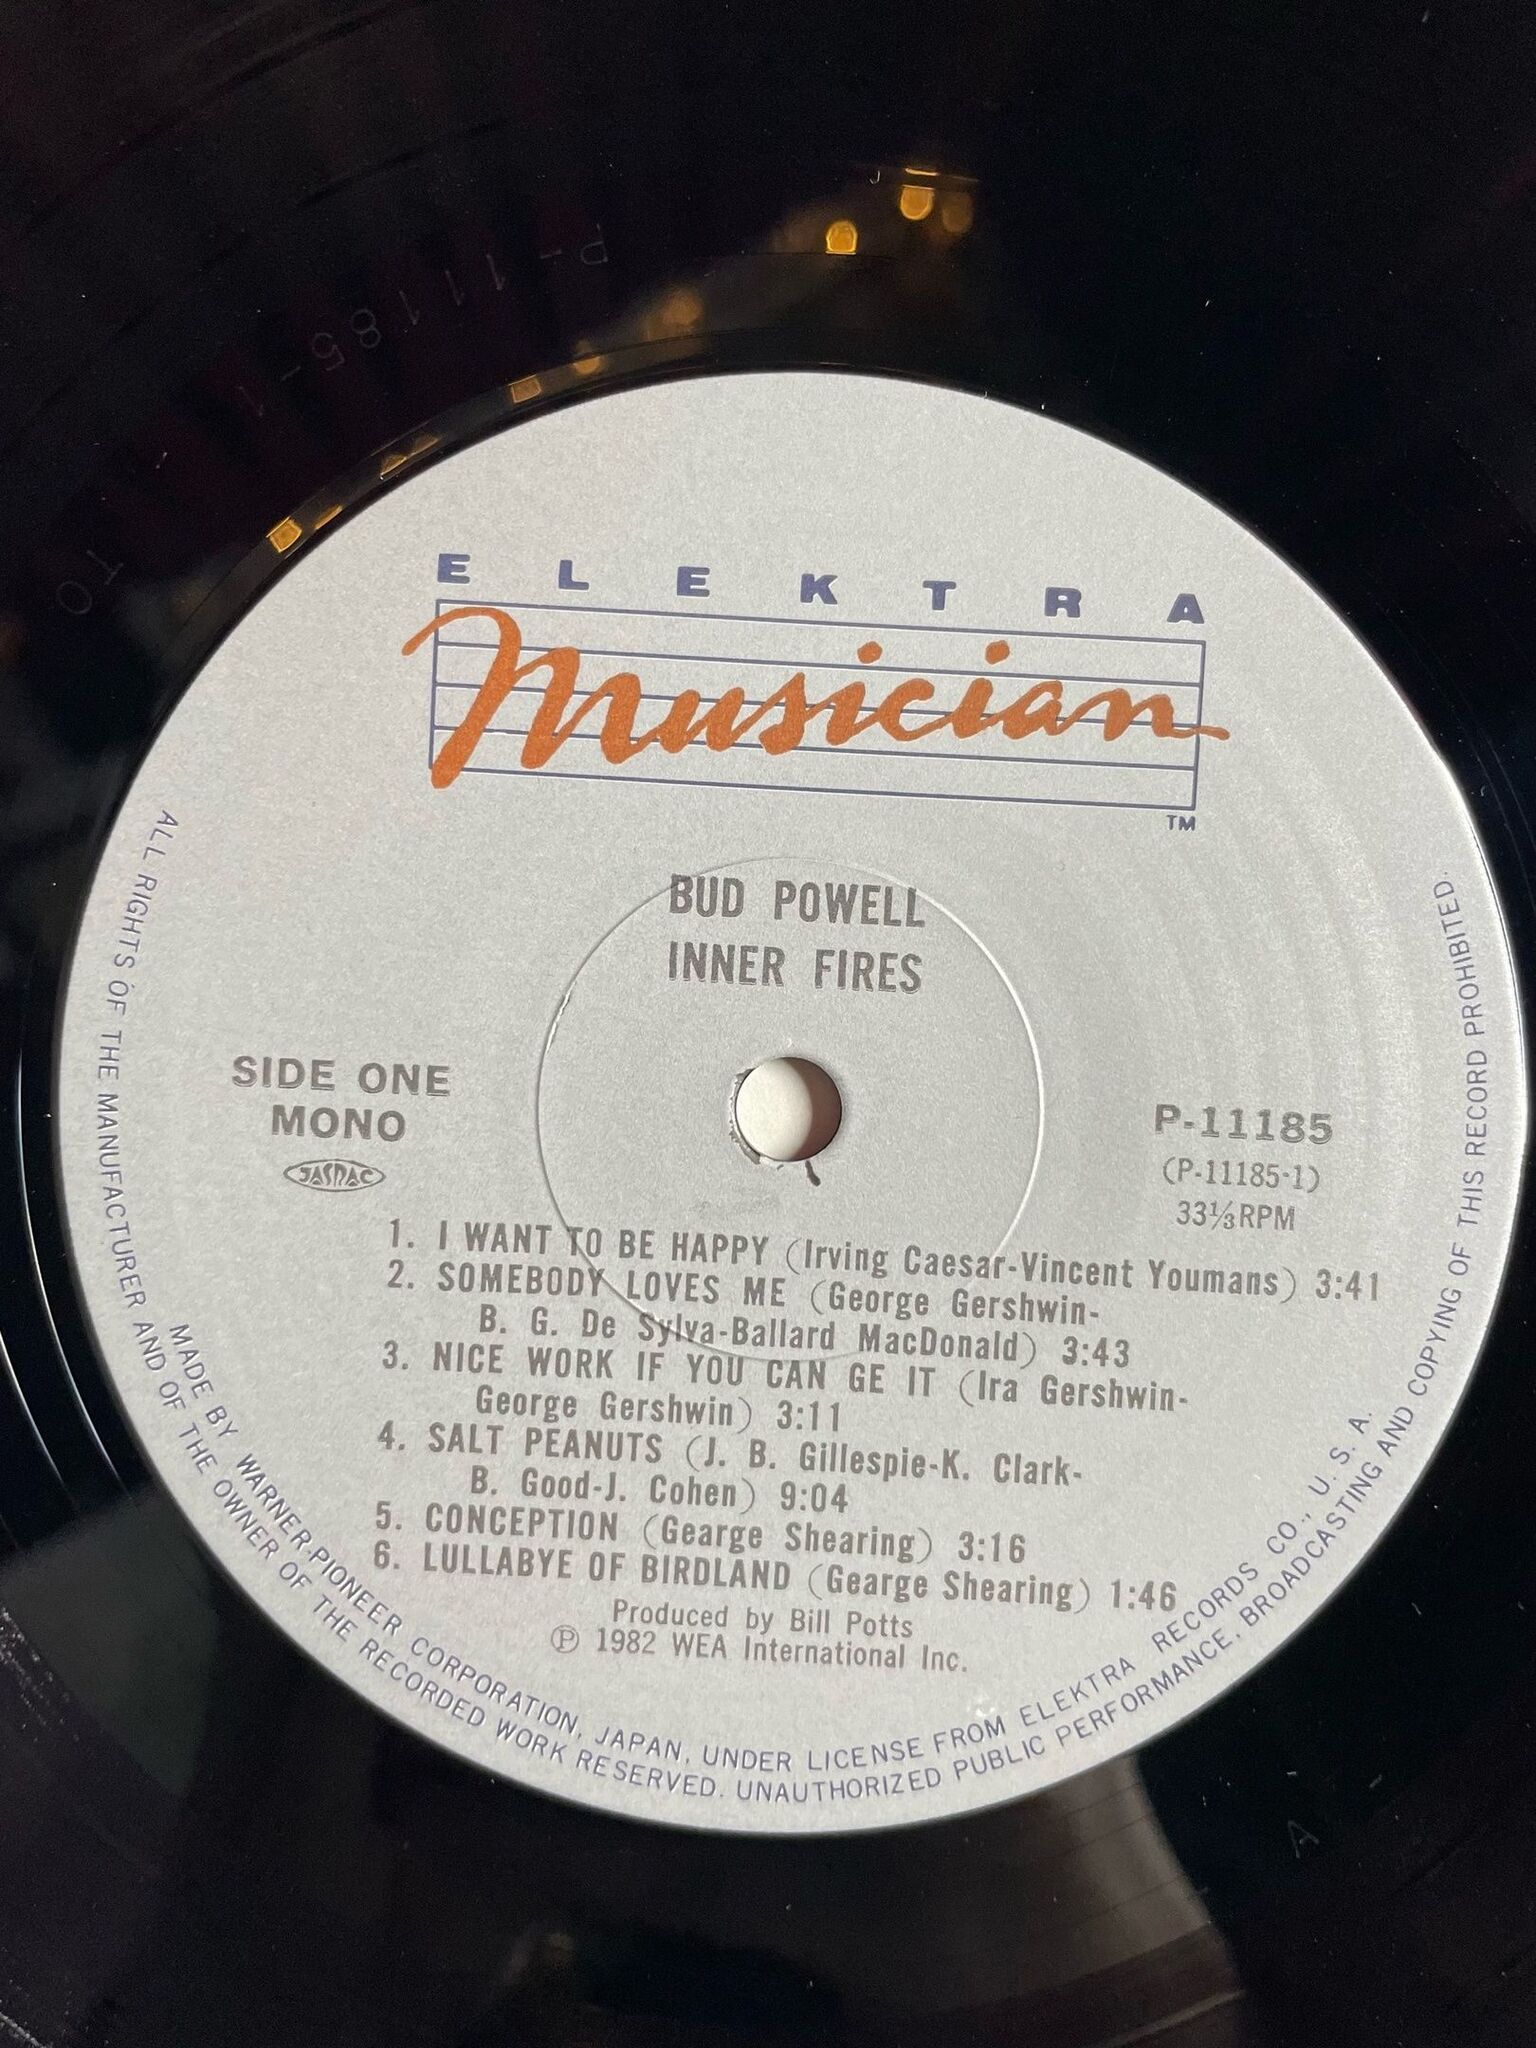 P-11185-1
TO
ELEKTRA
Musician
TM
BUD POWELL
INNER FIRES
SIDE ONE
MONO
JASRAC
P-11185
(P-11185-1)
33⅓RPM
1. I WANT TO BE HAPPY (Irving Caesar-Vincent Youmans) 3:41
2. SOMEBODY LOVES ME (George Gershwin-
B. G. De Sylva-Ballard MacDonald) 3:43
3. NICE WORK IF YOU CAN GE IT (Ira Gershwin-
George Gershwin) 3:11
4. SALT PEANUTS (J. B. Gillespie-K. Clark-
B. Good-J. Cohen) 9:04
5. CONCEPTION (Gearge Shearing) 3:16
6. LULLABYE OF BIRDLAND (Gearge Shearing) 1:46
Produced by Bill Potts
Ⓟ 1982 WEA International Inc.
MADE BY WARNER-PIONEER CORPORATION, JAPAN, UNDER LICENSE FROM ELEKTRA RECORDS CO., U. S. A.
ALL RIGHTS OF THE MANUFACTURER AND OF THE OWNER OF THE RECORDED WORK RESERVED. UNAUTHORIZED PUBLIC PERFORMANCE, BROADCASTING AND COPYING OF THIS RECORD PROHIBITED.
A